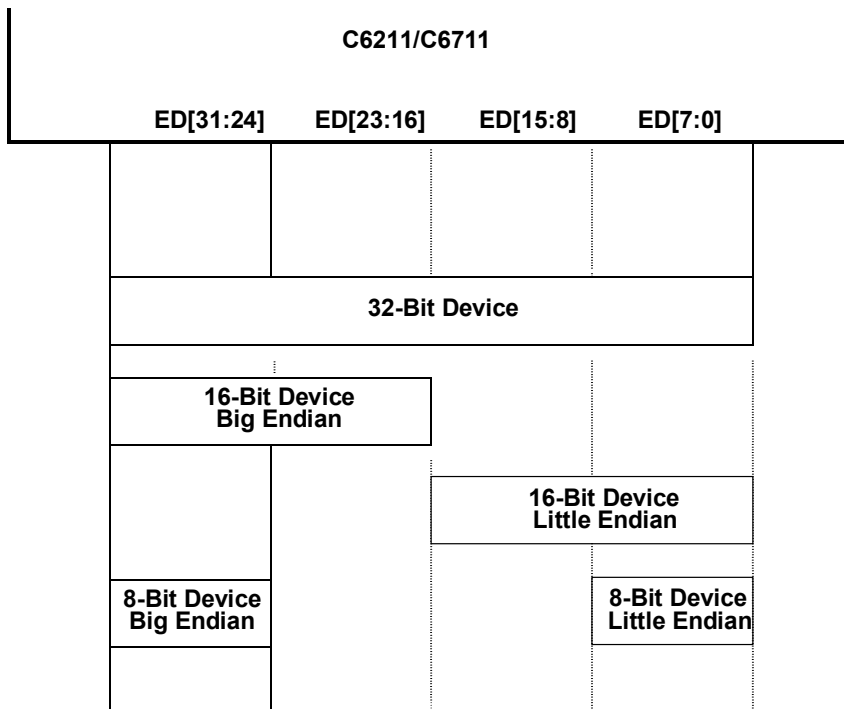 C6211/C6711
ED[31:24] ED[23:16] ED[15:8] ED[7:0]
32-Bit Device
16-Bit Device
Big Endian
16-Bit Device
Little Endian
8-Bit Device
Big Endian
8-Bit Device
Little Endian